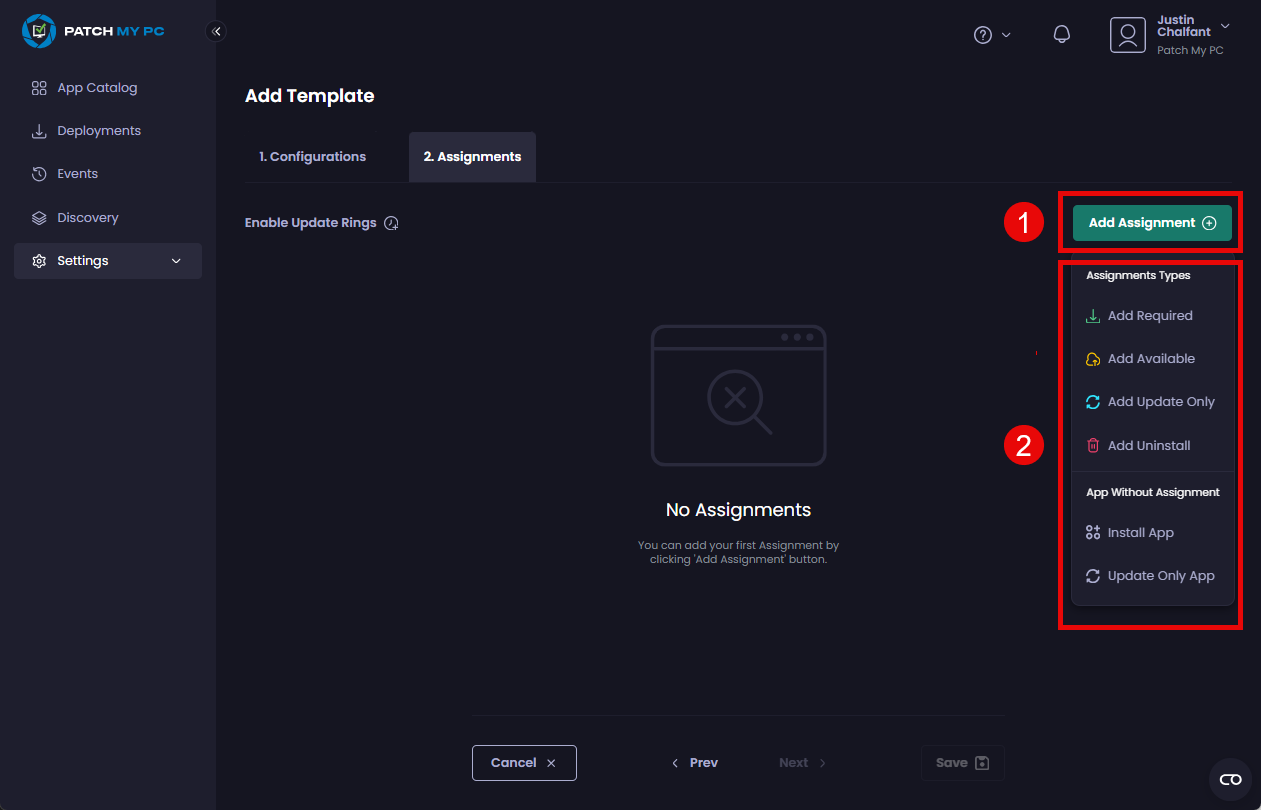 PATCH MY PC
Justin
Chalfant
Patch My PC
App Catalog
Deployments
Events
Discovery
Settings
Add Template
1. Configurations
2. Assignments
Enable Update Rings
1
Add Assignment
Assignments Types
Add Required
Add Available
Add Update Only
2
Add Uninstall
App Without Assignment
Install App
Update Only App
No Assignments
You can add your first Assignment by
clicking 'Add Assignment' button.
Cancel
Prev
Next
Save